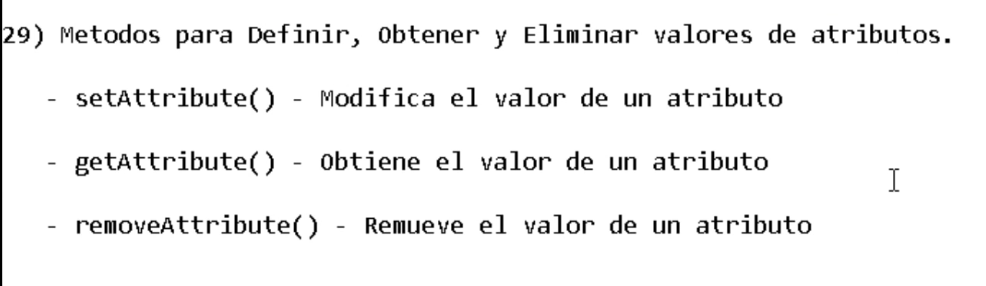 29) Metodos para Definir, Obtener y Eliminar valores de atributos.
- setAttribute() - Modifica el valor de un atributo
- getAttribute() - Obtiene el valor de un atributo
- removeAttribute() - Remueve el valor de un atributo